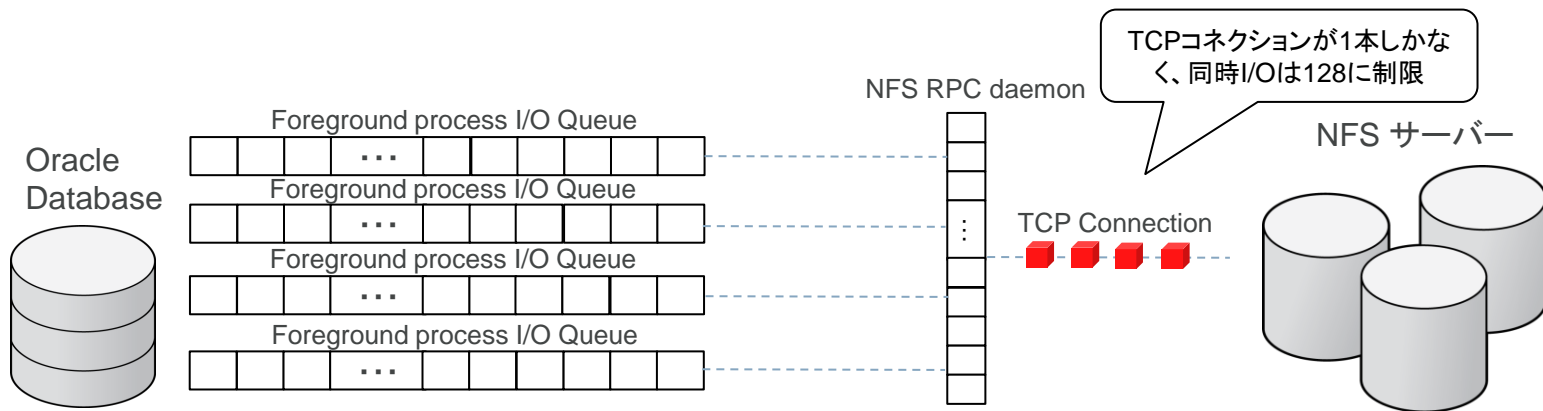 TCPコネクションが1本しかな
く、同時I/Oは128に制限
NFS RPC daemon
Foreground process I/O Queue
NFS サーバー
Oracle
Database
...
Foreground process I/O Queue
...
TCP Connection
⋮
Foreground process I/O Queue
...
Foreground process I/O Queue
...